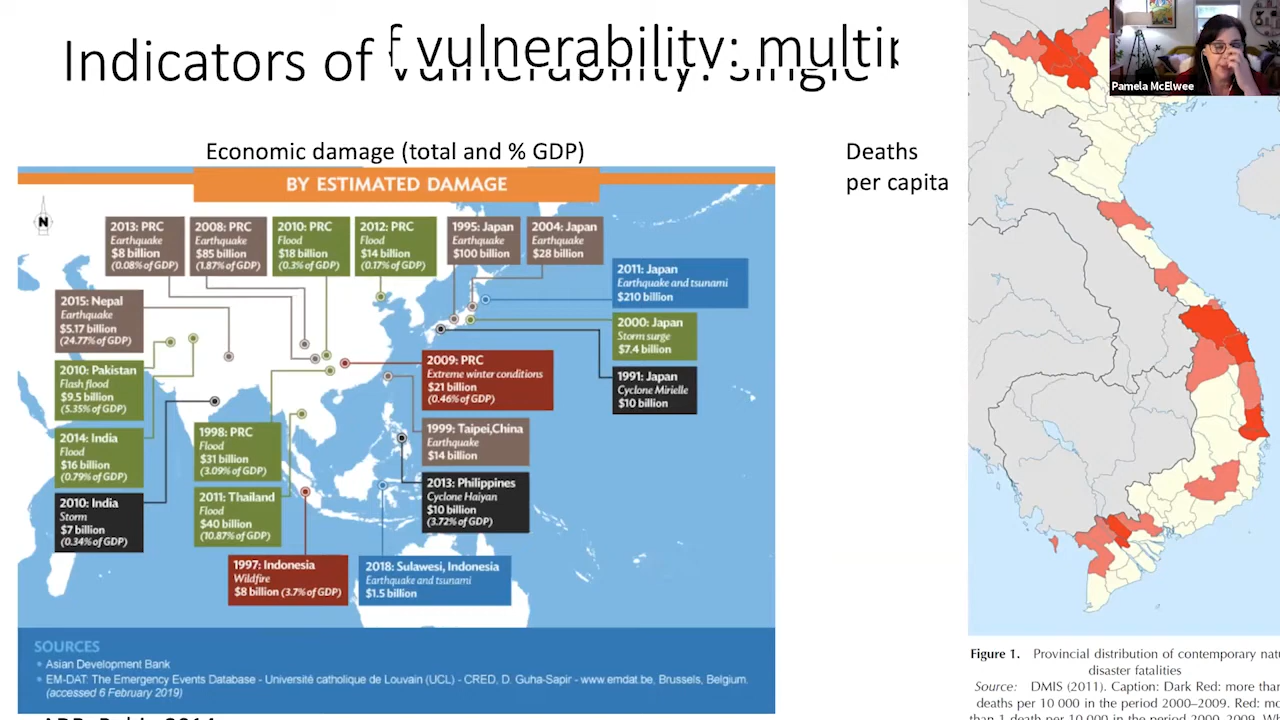 Indicators of vulnerability:
Pamela McElwee
Economic damage (total and % GDP)
Deaths
per capita
BY ESTIMATED DAMAGE
N
2013: PRC
Earthquake
$8 billion
(0.08% of GDP)
2008: PRC
Earthquake
$85 billion
(1.87% of GDP)
2010: PRC
Flood
$18 billion
(0.3% of GDP)
2012: PRC
Flood
$14 billion
(0.17% of GDP)
1995: Japan
Earthquake
$100 billion
2004: Japan
Earthquake
$28 billion
2011: Japan
Earthquake and tsunami
$210 billion
2015: Nepal
Earthquake
$5.17 billion
(24.77% of GDP)
2000: Japan
Storm surge
$7.4 billion
2010: Pakistan
Flash flood
$9.5 billion
(5.35% of GDP)
2009: PRC
Extreme winter conditions
$21 billion
(0.46% of GDP)
1991: Japan
Cyclone Mirielle
$10 billion
2014: India
Flood
$16 billion
(0.79% of GDP)
1998: PRC
Flood
$31 billion
(3.09% of GDP)
1999: Taipei,China
Earthquake
$14 billion
2010: India
Storm
$7 billion
(0.34% of GDP)
2011: Thailand
Flood
$40 billion
(10.87% of GDP)
2013: Philippines
Cyclone Haiyan
$10 billion
(3.72% of GDP)
1997: Indonesia
Wildfire
$8 billion (3.7% of GDP)
2018: Sulawesi, Indonesia
Earthquake and tsunami
$1.5 billion
SOURCES
• Asian Development Bank
• EM-DAT: The Emergency Events Database - Université catholique de Louvain (UCL) - CRED, D. Guha-Sapir - www.emdat.be, Brussels, Belgium.
(accessed 6 February 2019)
Figure 1. Provincial distribution of contemporary
disaster fatalities
Source: DMIS (2011). Caption: Dark Red: more than
deaths per 10 000 in the period 2000–2009. Red:
than 1 death per 10 000 in the period 2000–2009.